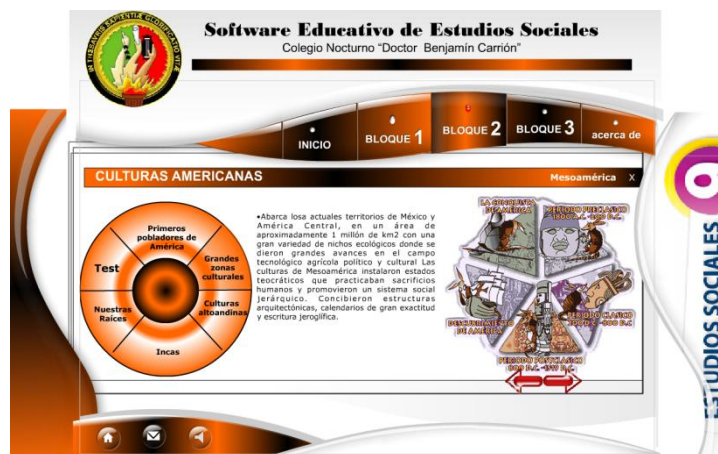 Software Educativo de Estudios Sociales
Colegio Nocturno "Doctor Benjamín Carrión"
INICIO
BLOQUE 1
BLOQUE 2
BLOQUE 3
acerca de
CULTURAS AMERICANAS
Mesoamérica X
Primeros
pobladores de
América
Grandes
zonas
culturales
Culturas
altoandinas
Incas
Nuestras
Raíces
Test
•Abarca losa actuales territorios de México y
América Central, en un área de
aproximadamente 1 millón de km2 con una
gran variedad de nichos ecológicos donde se
dieron grandes avances en el campo
tecnológico agrícola político y cultural Las
culturas de Mesoamérica instalaron estados
teocráticos que practicaban sacrificios
humanos y promovieron un sistema social
jerárquico. Concibieron estructuras
arquitectónicas, calendarios de gran exactitud
y escritura jeroglífica.
LA CONQUISTA
DE AMÉRICA
PERIODO PRECLASICO
PERIODO CLASICO
PERIODO POSTCLASICO
DESCUBRIMIENTO
DE AMÉRICA
ESTUDIOS SOCIALES